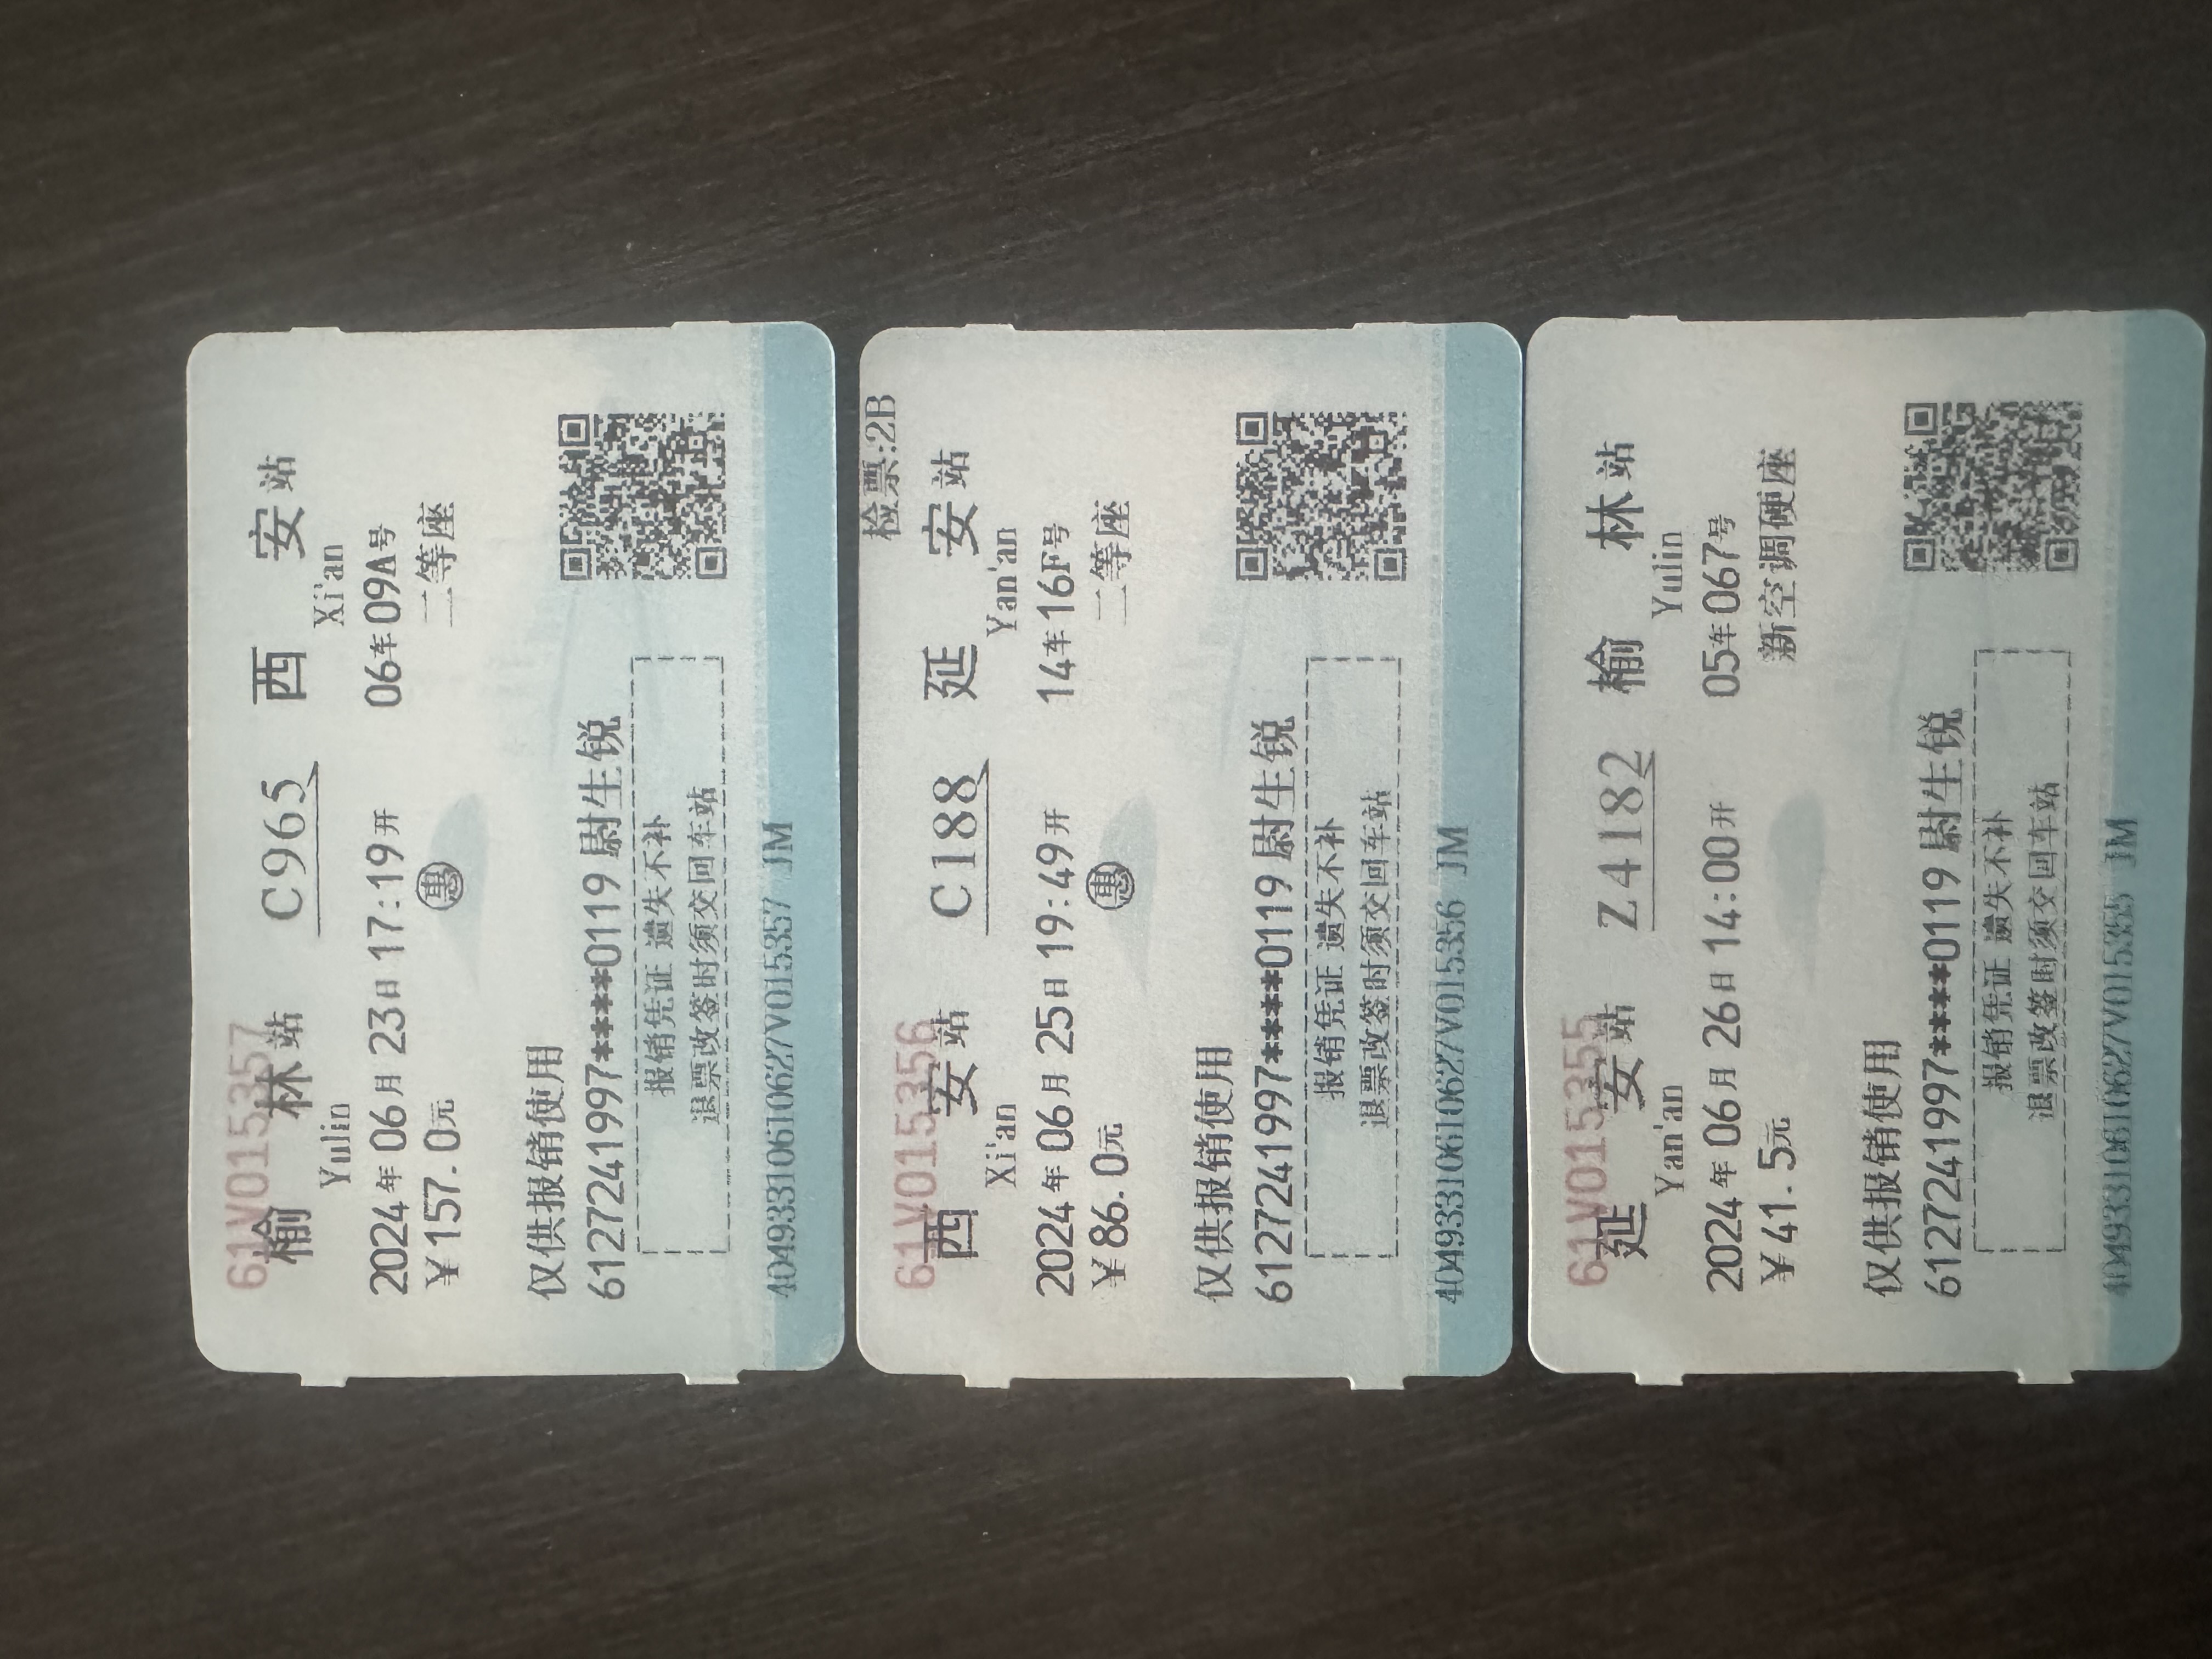 61V015357
榆林站 C965 西安站
Yulin Xi'an
2024年06月23日17:19开 06车09A号
¥157.0元 惠 二等座
仅供报销使用
6127241997****0119 尉生锐
报销凭证 遗失不补
退票改签时须交回车站
40493310610627V015357 JM
61V015356 检票:2B
西安站 C188 延安站
Xi'an Yan'an
2024年06月25日19:49开 14车16F号
¥86.0元 惠 二等座
仅供报销使用
6127241997****0119 尉生锐
报销凭证 遗失不补
退票改签时须交回车站
40493310610627V015356 JM
61V015355
延安站 Z4182 榆林站
Yan'an Yulin
2024年06月26日14:00开 05车067号
¥41.5元 新空调硬座
仅供报销使用
6127241997****0119 尉生锐
报销凭证 遗失不补
退票改签时须交回车站
40493310610627V015355 JM